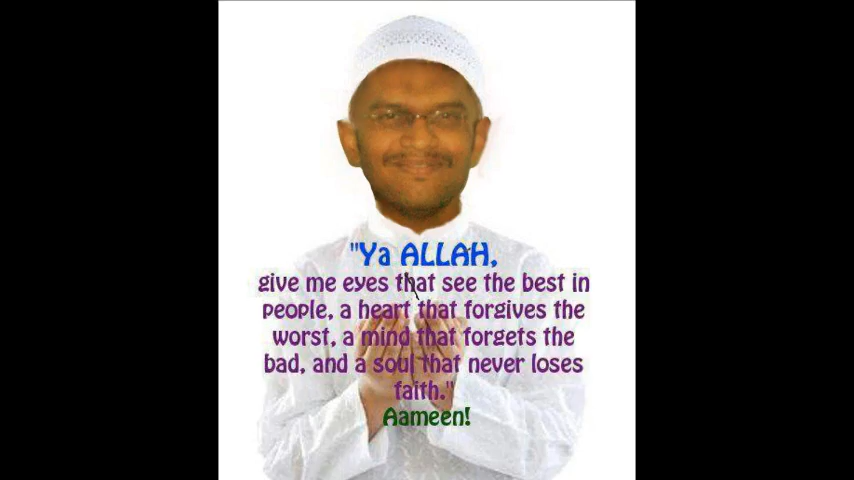 "Ya ALLAH,
give me eyes that see the best in
people, a heart that forgives the
worst, a mind that forgets the
bad, and a soul that never loses
faith."
Aameen!